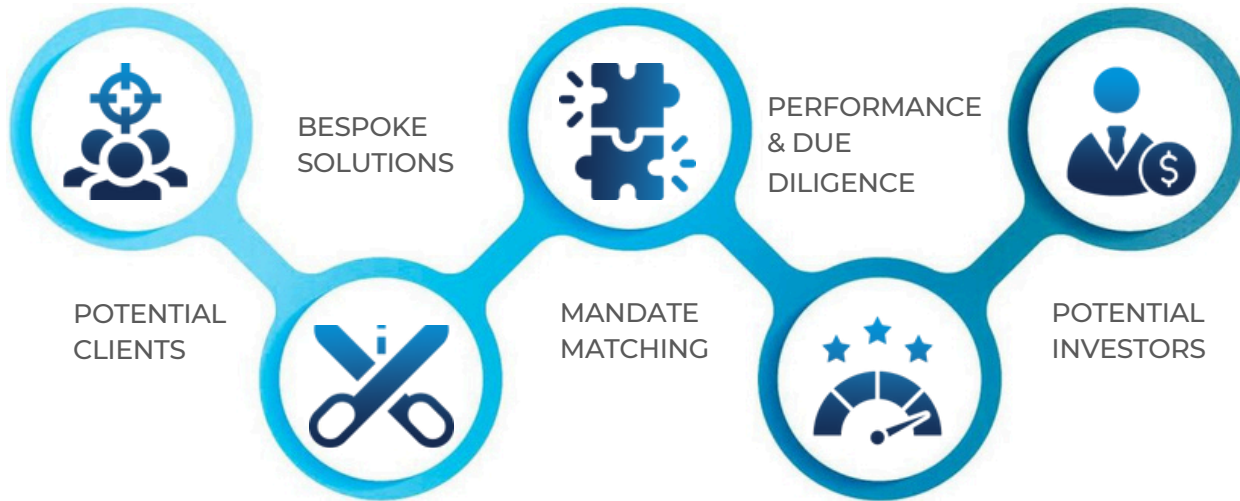 POTENTIAL
CLIENTS
BESPOKE
SOLUTIONS
MANDATE
MATCHING
PERFORMANCE
& DUE
DILIGENCE
POTENTIAL
INVESTORS
$